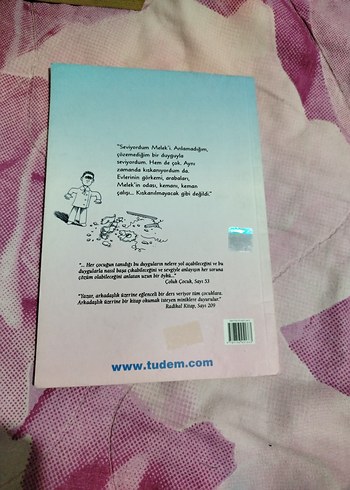 "Seviyordum Melek'i. Anlamadığım,
çözemediğim bir duyguyla
seviyordum. Hem de çok. Aynı
zamanda kıskanıyordum da.
Evlerinin görkemi, arabaları,
Melek'in odası, kemanı, keman
çalışı... Kıskanılmayacak gibi değildi."
"... Her çocuğun tanıdığı bu duyguların nelere yol açabileceğini ve bu
duygularla nasıl başa çıkabileceğini ve sevgiyle anlayışın her soruna
çözüm olabileceğini anlatan uzun bir öykü..."
Çoluk Çocuk, Sayı 53
"Yazar, arkadaşlık üzerine eğlenceli bir ders veriyor tüm çocuklara.
Arkadaşlık üzerine bir kitap okumak isteyen miniklere duyurulur."
Radikal Kitap, Sayı 209
www.tudem.com